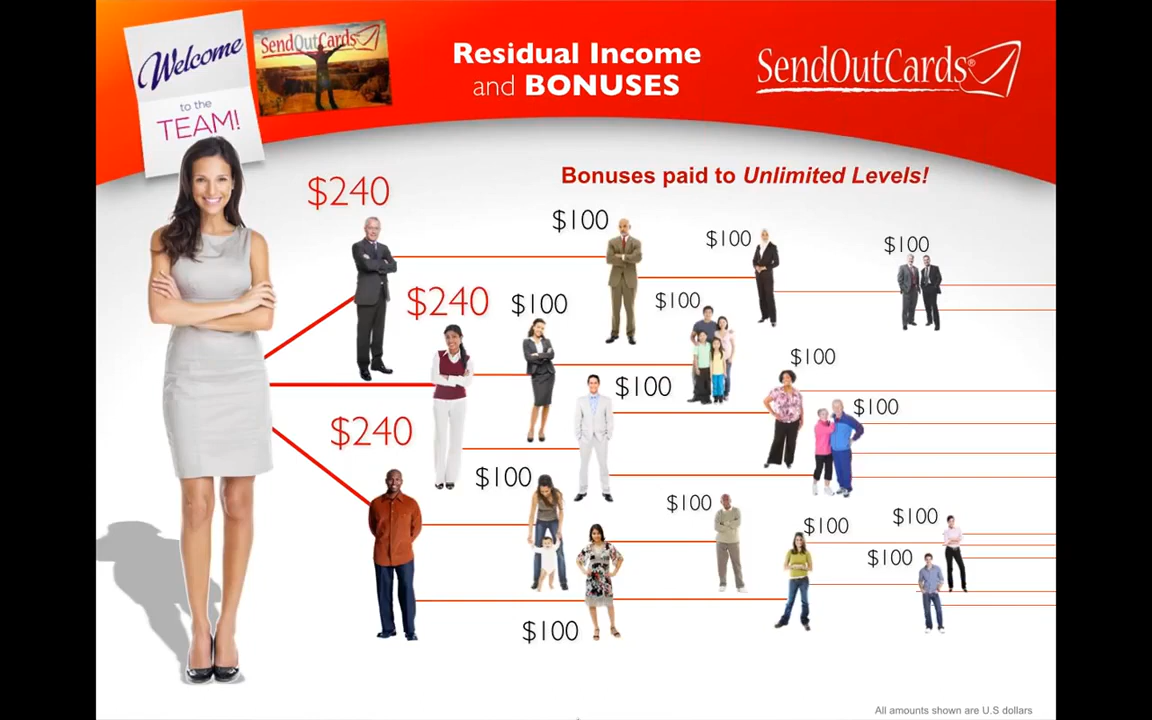 Welcome
to the
TEAM!
SendOutCards
Residual Income
and BONUSES
SendOutCards®
Bonuses paid to Unlimited Levels!
$240
$100
$100
$100
$240
$100
$100
$100
$100
$100
$240
$100
$100
$100
$100
$100
$100
All amounts shown are U.S dollars